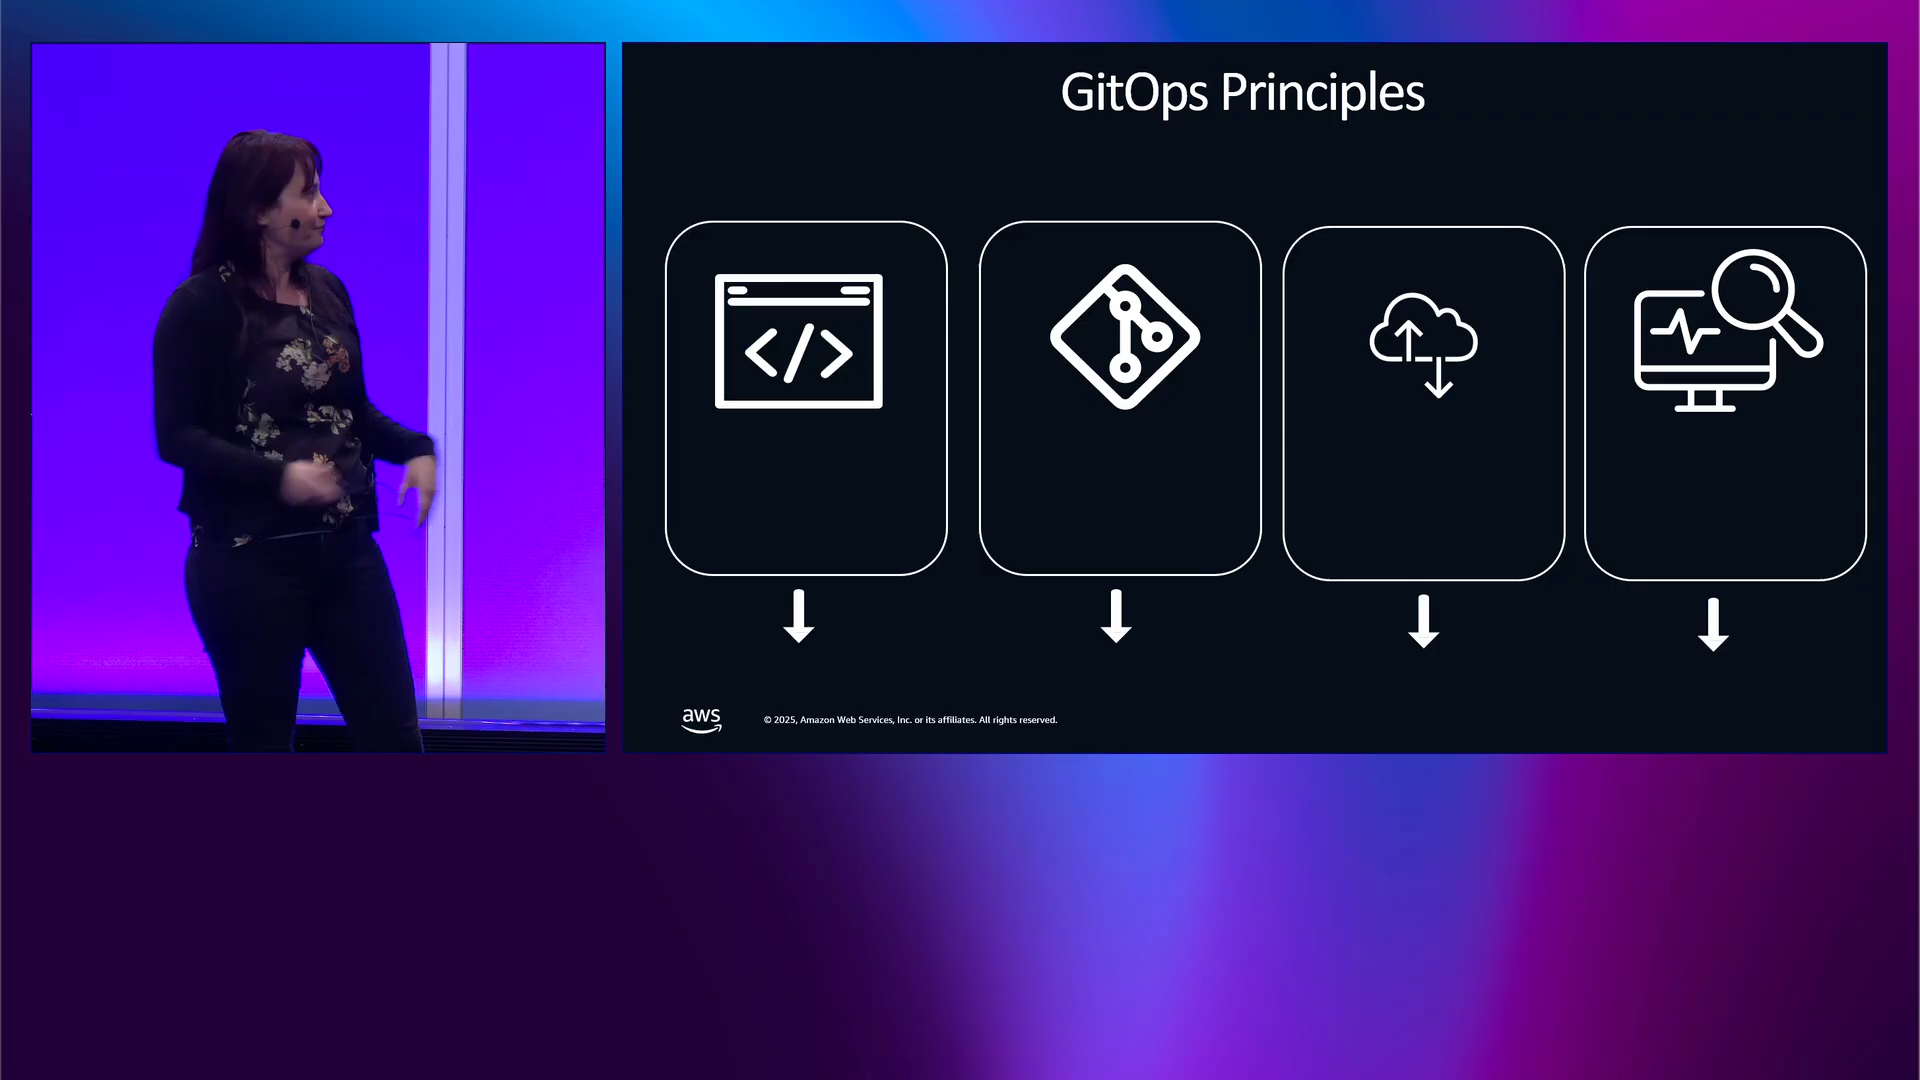 GitOps Principles
</>
aws
© 2025, Amazon Web Services, Inc. or its affiliates. All rights reserved.